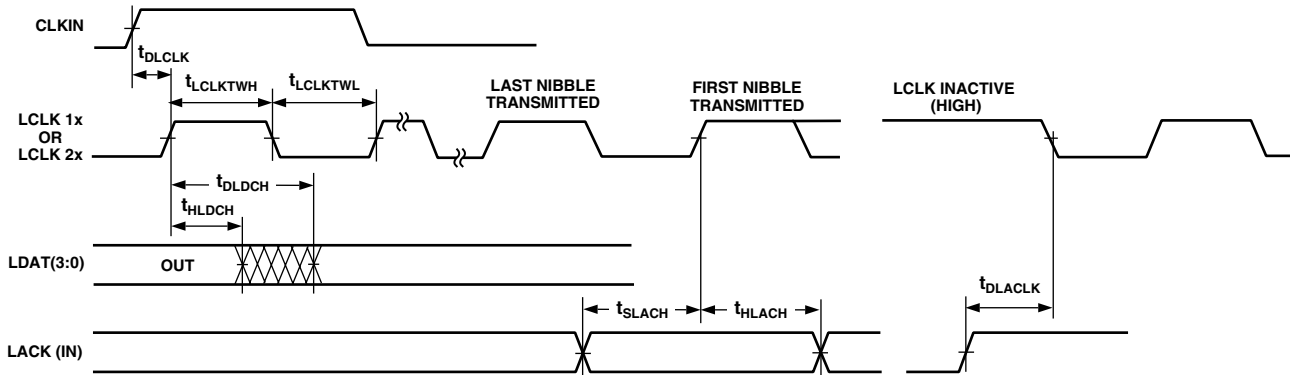 CLKIN
tDLCLK
tLCLKTWH
tLCLKTWL
LAST NIBBLE
TRANSMITTED
FIRST NIBBLE
TRANSMITTED
LCLK INACTIVE
(HIGH)
LCLK 1x
OR
LCLK 2x
tDLDCH
tHLDCH
LDAT(3:0)
OUT
tSLACH
tHLACH
tDLACLK
LACK (IN)